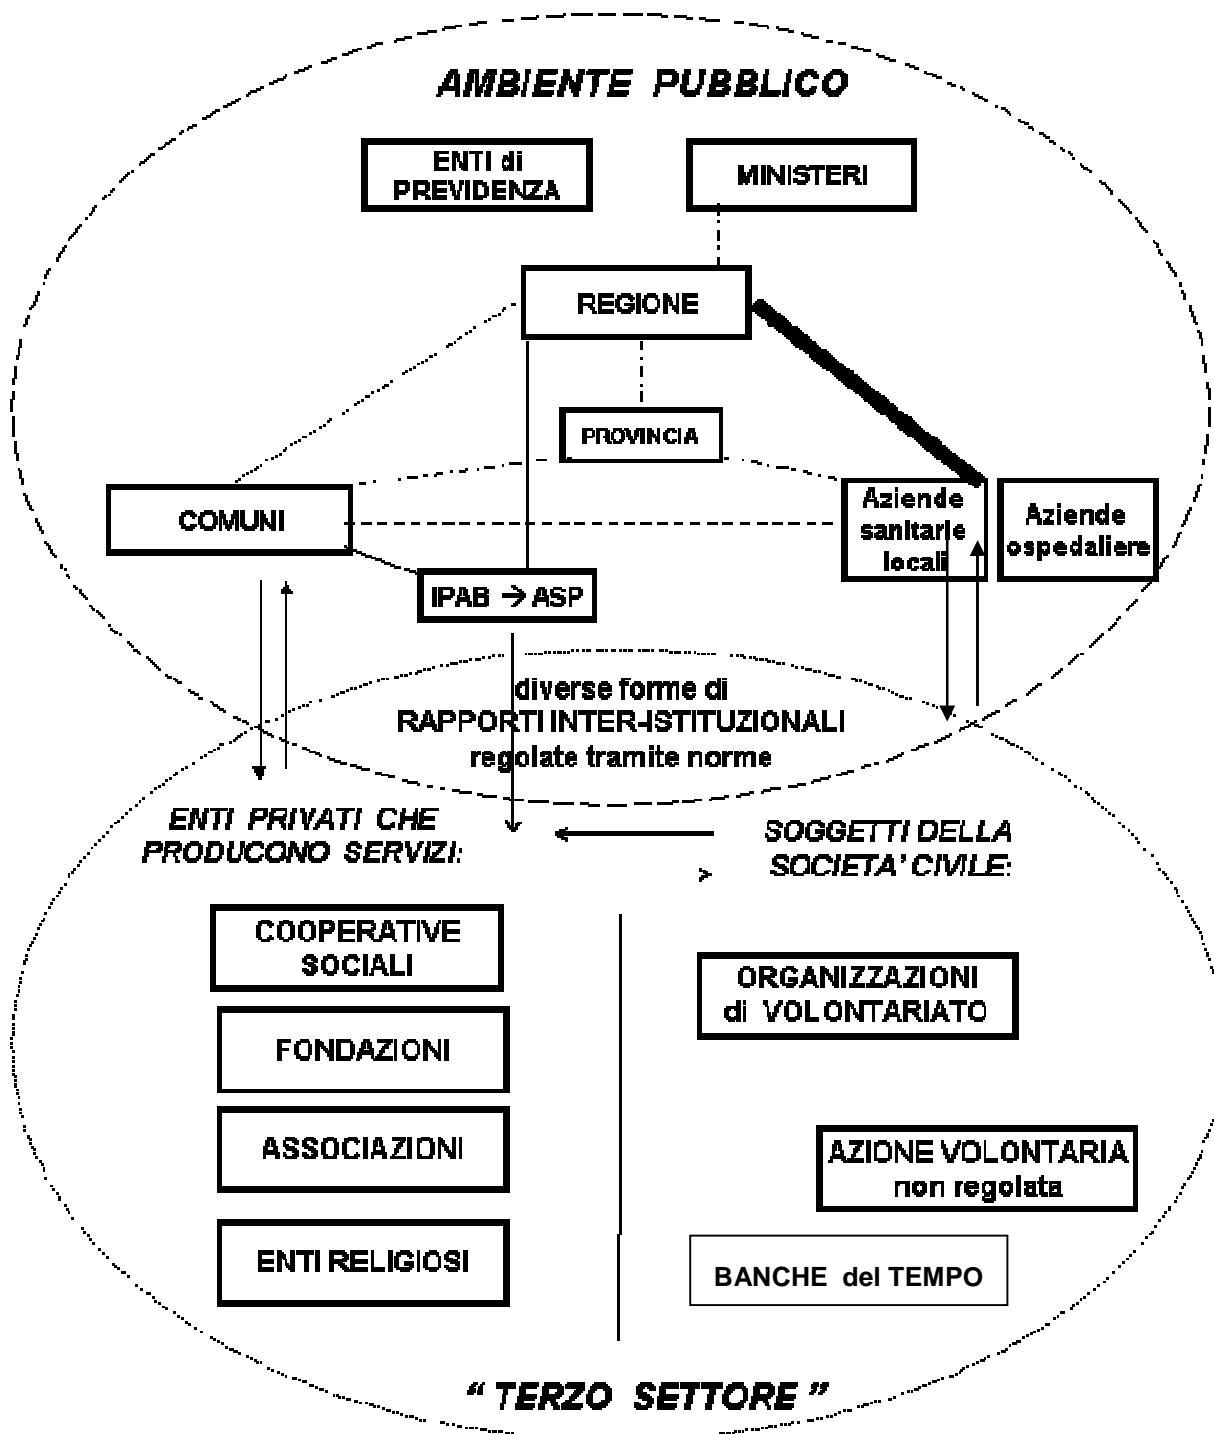 AMBIENTE PUBBLICO
ENTI di
PREVIDENZA
MINISTERI
REGIONE
PROVINCIA
COMUNI
Aziende
sanitarie
locali
Aziende
ospedaliere
IPAB → ASP
diverse forme di
RAPPORTI INTER-ISTITUZIONALI
regolate tramite norme
ENTI PRIVATI CHE
PRODUCONO SERVIZI:
SOGGETTI DELLA
SOCIETA' CIVILE:
COOPERATIVE
SOCIALI
FONDAZIONI
ASSOCIAZIONI
ENTI RELIGIOSI
ORGANIZZAZIONI
di VOLONTARIATO
AZIONE VOLONTARIA
non regolata
BANCHE del TEMPO
“ TERZO SETTORE ”